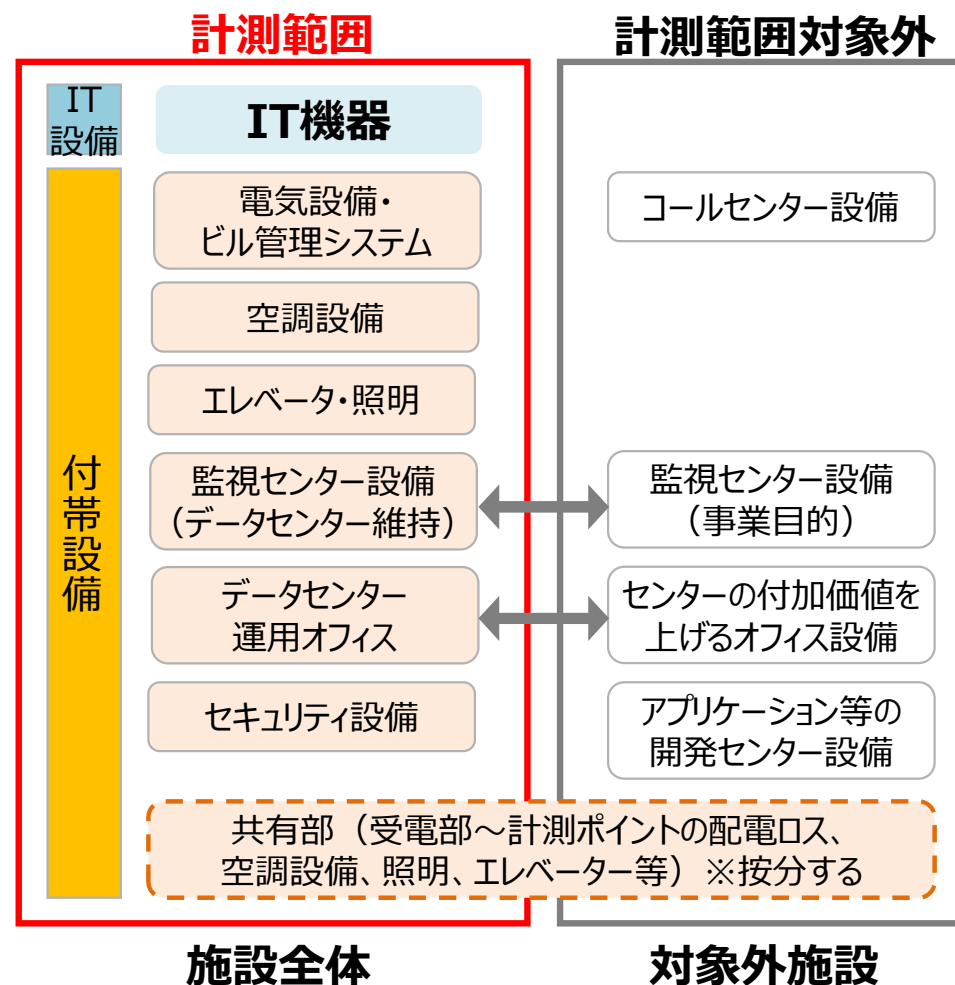 計測範囲
計測範囲対象外
IT
設備
IT機器
付帯設備
電気設備・
ビル管理システム
空調設備
エレベータ・照明
監視センター設備
（データセンター維持）
データセンター
運用オフィス
セキュリティ設備
コールセンター設備
監視センター設備
（事業目的）
センターの付加価値を
上げるオフィス設備
アプリケーション等の
開発センター設備
共有部（受電部～計測ポイントの配電ロス、
空調設備、照明、エレベーター等）※按分する
施設全体
対象外施設